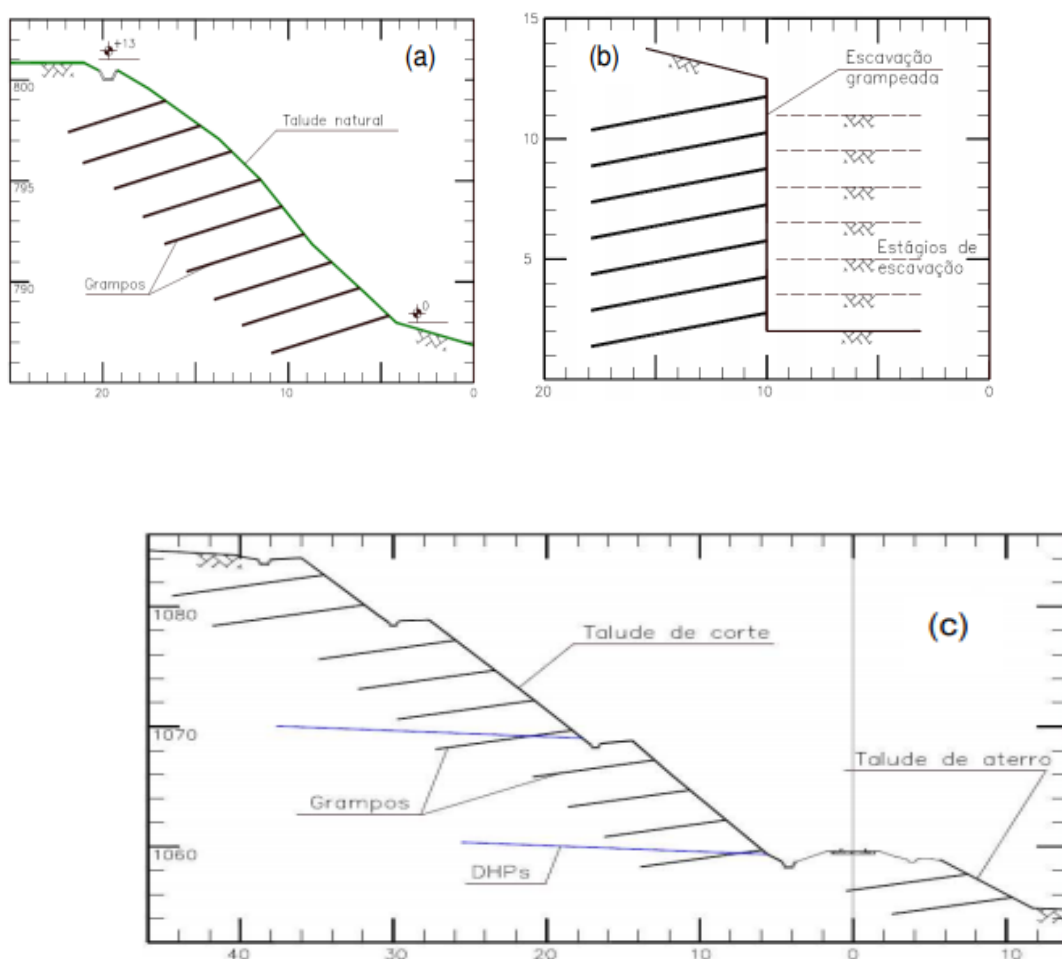 +13
(a)
800
Talude natural
795
Grampos
790
0
20
10
0
15
(b)
Escavação
grampeada
10
Estágios de
escavação
5
20
10
0
1080
(c)
Talude de corte
1070
Talude de aterro
Grampos
1060
DHPs
40
30
20
10
0
10